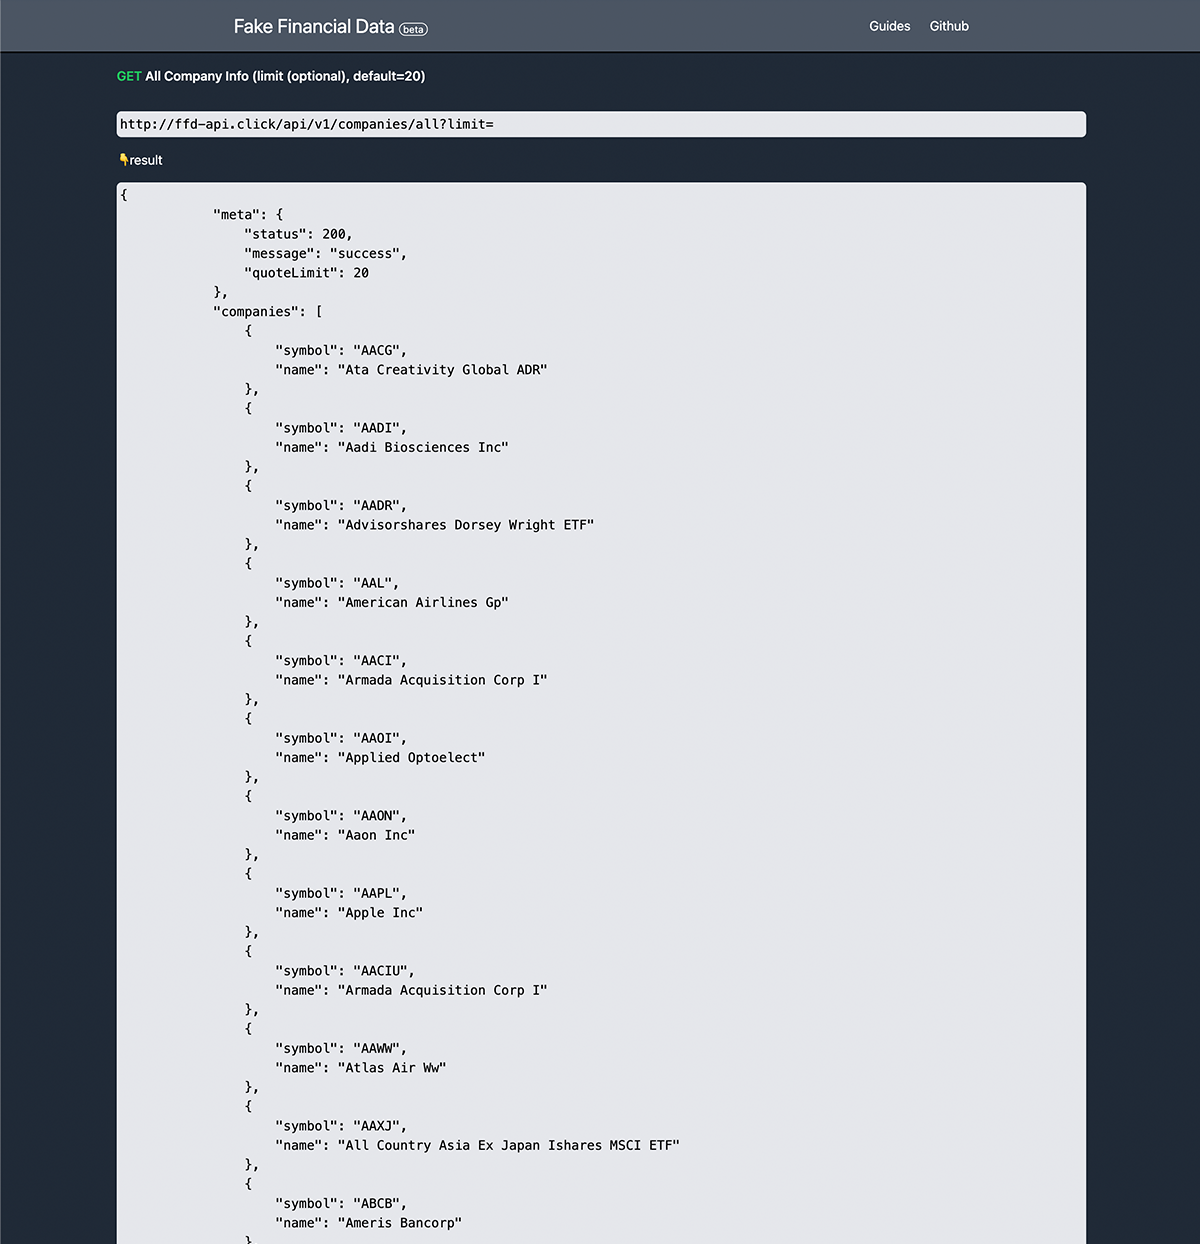 Fake Financial Data beta
Guides Github
GET All Company Info (limit (optional), default=20)
http://ffd-api.click/api/v1/companies/all?limit=
👇result
{
"meta": {
"status": 200,
"message": "success",
"quoteLimit": 20
},
"companies": [
{
"symbol": "AACG",
"name": "Ata Creativity Global ADR"
},
{
"symbol": "AADI",
"name": "Aadi Biosciences Inc"
},
{
"symbol": "AADR",
"name": "Advisorshares Dorsey Wright ETF"
},
{
"symbol": "AAL",
"name": "American Airlines Gp"
},
{
"symbol": "AACI",
"name": "Armada Acquisition Corp I"
},
{
"symbol": "AAOI",
"name": "Applied Optoelect"
},
{
"symbol": "AAON",
"name": "Aaon Inc"
},
{
"symbol": "AAPL",
"name": "Apple Inc"
},
{
"symbol": "AACIU",
"name": "Armada Acquisition Corp I"
},
{
"symbol": "AAWW",
"name": "Atlas Air Ww"
},
{
"symbol": "AAXJ",
"name": "All Country Asia Ex Japan Ishares MSCI ETF"
},
{
"symbol": "ABCB",
"name": "Ameris Bancorp"
}